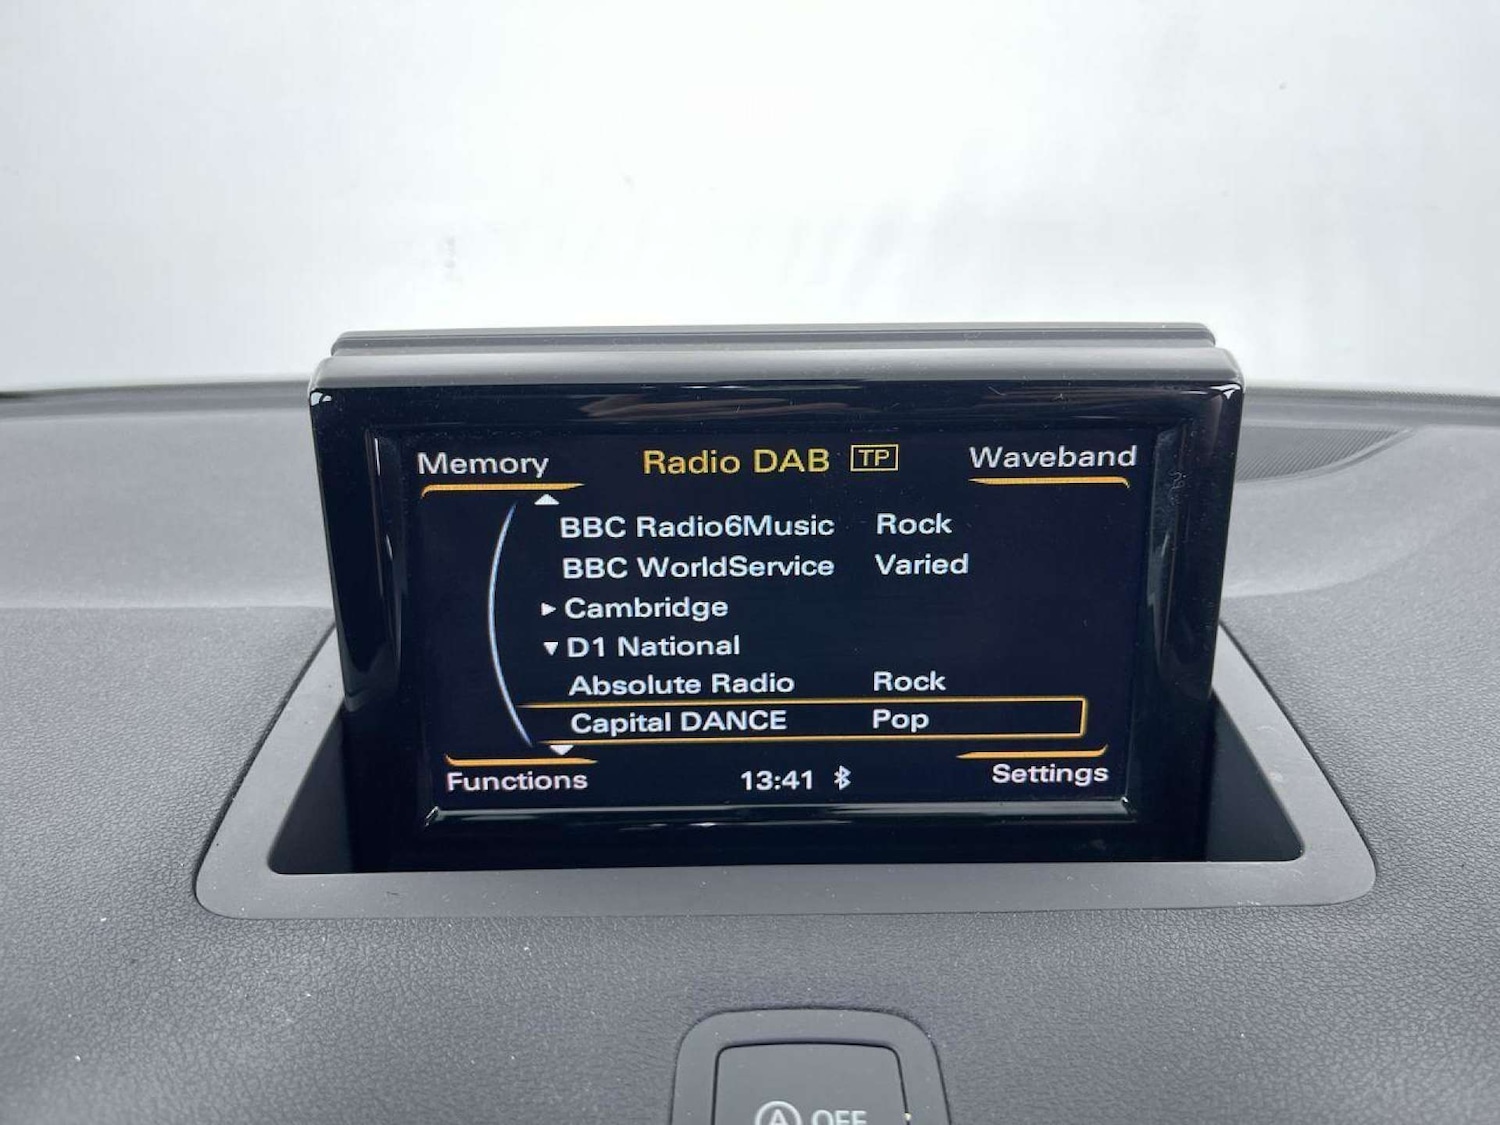 Memory Radio DAB TP Waveband
BBC Radio6Music Rock
BBC WorldService Varied
Cambridge
D1 National
Absolute Radio Rock
Capital DANCE Pop
Functions 13:41 Settings
A OFF